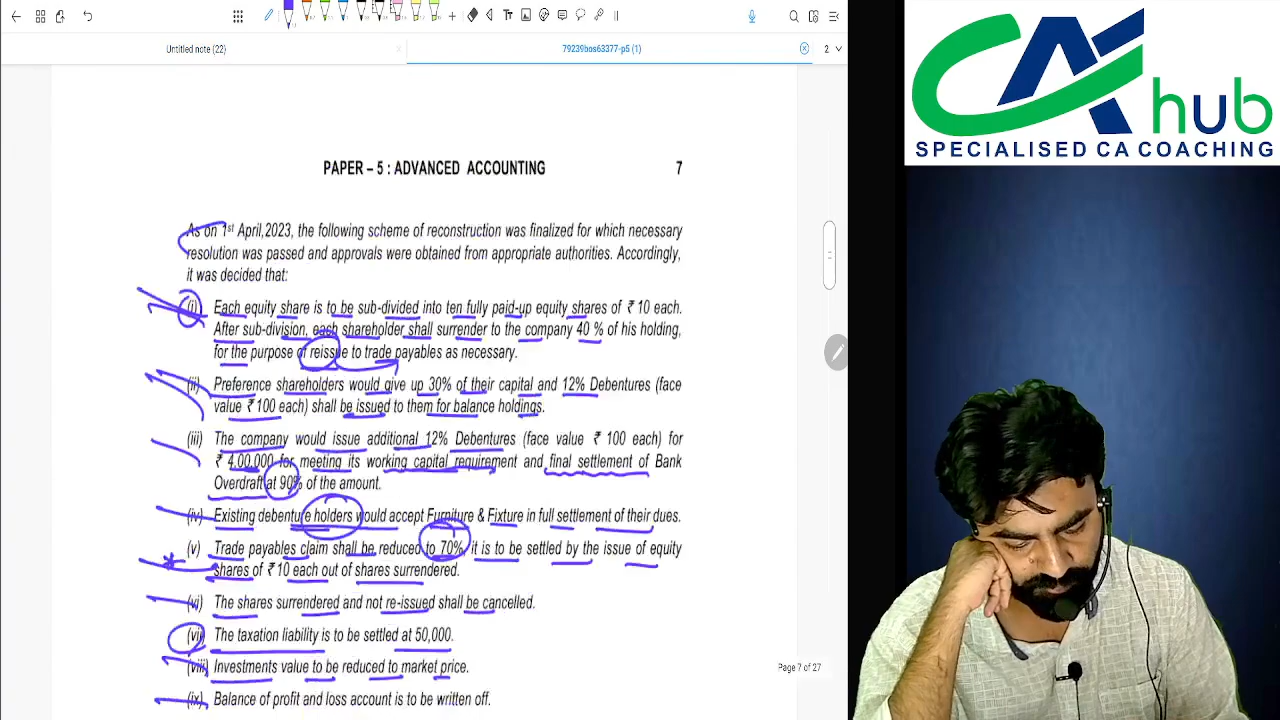 Untitled note (22)
79239bos63377-p5 (1)
2
Tт
CA hub
SPECIALISED CA COACHING
PAPER – 5 : ADVANCED ACCOUNTING 7
As on 1st April,2023, the following scheme of reconstruction was finalized for which necessary
resolution was passed and approvals were obtained from appropriate authorities. Accordingly,
it was decided that:
(i) Each equity share is to be sub-divided into ten fully paid-up equity shares of ₹ 10 each.
After sub-division, each shareholder shall surrender to the company 40 % of his holding,
for the purpose of reissue to trade payables as necessary.
(ii) Preference shareholders would give up 30% of their capital and 12% Debentures (face
value ₹ 100 each) shall be issued to them for balance holdings.
(iii) The company would issue additional 12% Debentures (face value ₹ 100 each) for
₹ 4,00,000 for meeting its working capital requirement and final settlement of Bank
Overdraft at 90% of the amount.
(iv) Existing debenture holders would accept Furniture & Fixture in full settlement of their dues.
(v) Trade payables claim shall be reduced to 70%, it is to be settled by the issue of equity
shares of ₹ 10 each out of shares surrendered.
(vi) The shares surrendered and not re-issued shall be cancelled.
(vii) The taxation liability is to be settled at 50,000.
(viii) Investments value to be reduced to market price.
(ix) Balance of profit and loss account is to be written off.
Page 7 of 27